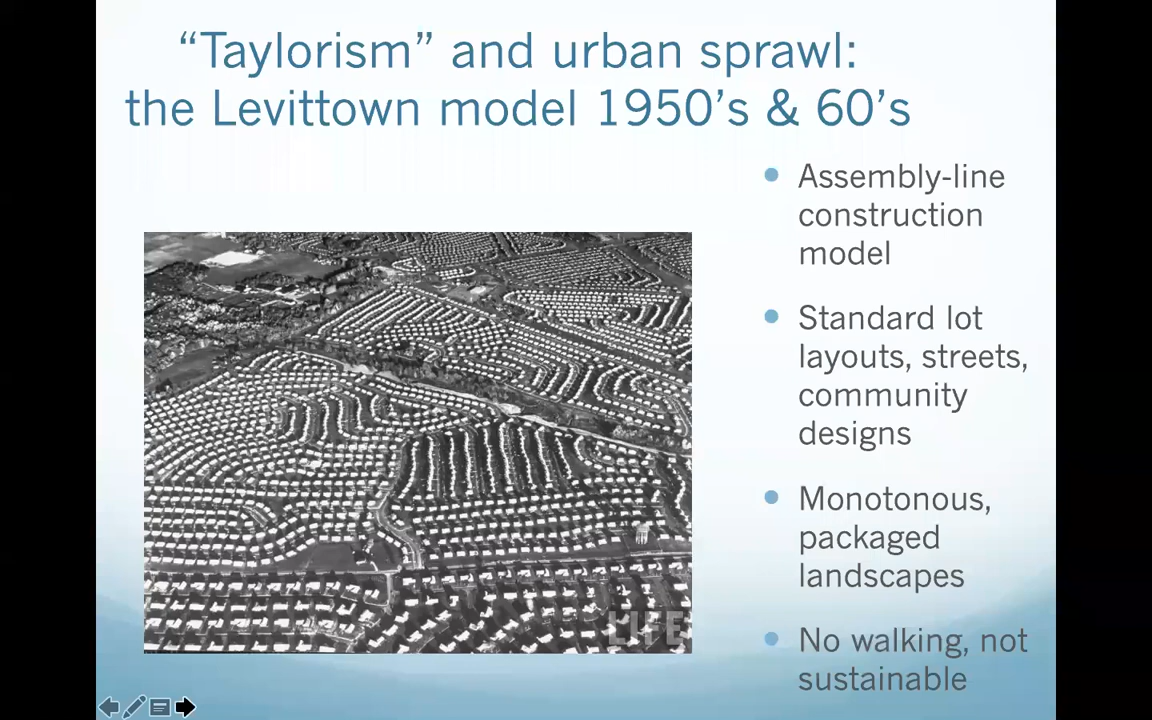 “Taylorism” and urban sprawl:
the Levittown model 1950’s & 60’s
Assembly-line
construction
model
Standard lot
layouts, streets,
community
designs
Monotonous,
packaged
landscapes
No walking, not
sustainable
LIFE